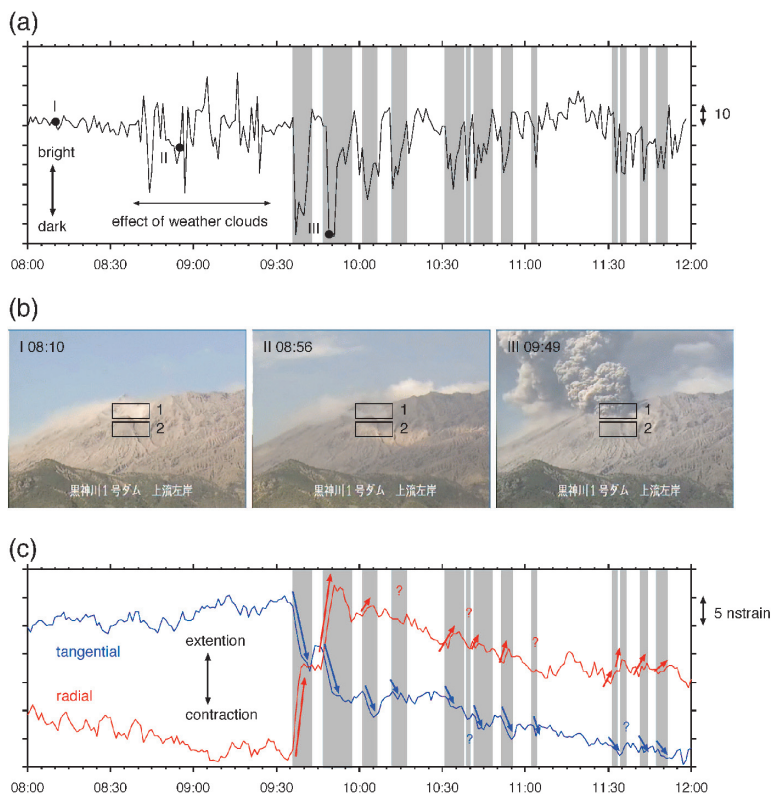 (a)
10
I
II
III
bright
dark
effect of weather clouds
08:00 08:30 09:00 09:30 10:00 10:30 11:00 11:30 12:00
(b)
I 08:10
1
2
黒神川1号ダム 上流左岸
II 08:56
1
2
黒神川1号ダム 上流左岸
III 09:49
1
2
黒神川1号ダム 上流左岸
(c)
5 nstrain
extention
contraction
tangential
radial
?
?
?
?
?
08:00 08:30 09:00 09:30 10:00 10:30 11:00 11:30 12:00